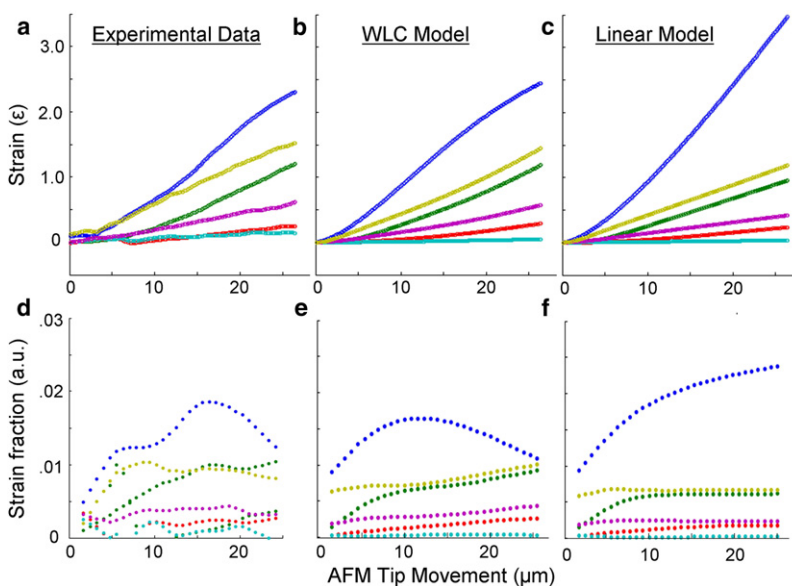 a Experimental Data b WLC Model c Linear Model
Strain (ε)
3.0
2.0
1.0
0
0 10 20 0 10 20 0 10 20
d e f
Strain fraction (a.u.)
.03
.02
.01
0
0 10 20 0 10 20 0 10 20
AFM Tip Movement (µm)